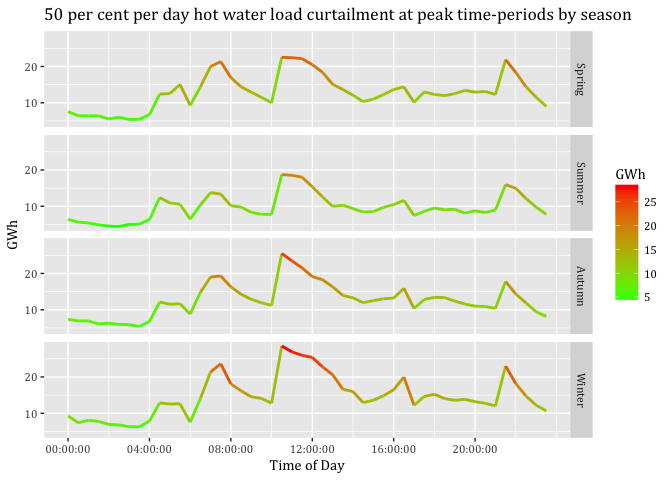 50 per cent per day hot water load curtailment at peak time-periods by season
20
10
Spring
20
10
Summer
20
10
Autumn
20
10
Winter
GWh
00:00:00 04:00:00 08:00:00 12:00:00 16:00:00 20:00:00
Time of Day
GWh
25
20
15
10
5